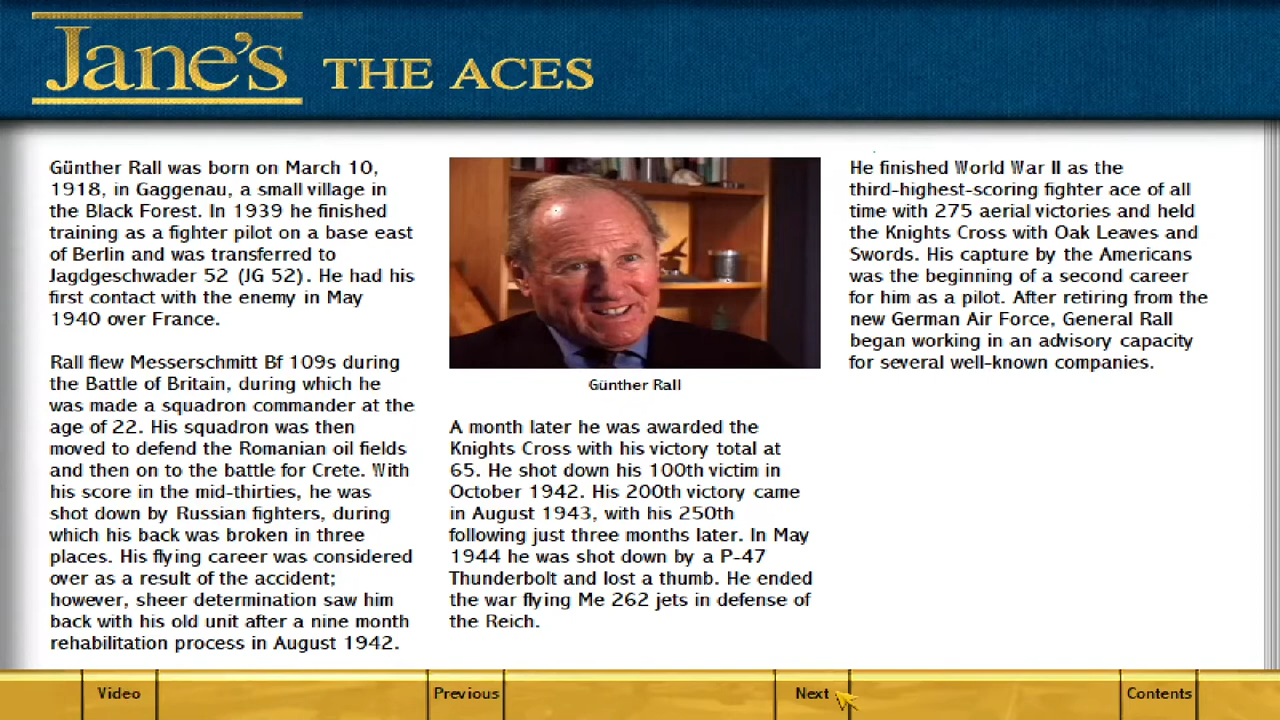 Jane's THE ACES
Günther Rall was born on March 10,
1918, in Gaggenau, a small village in
the Black Forest. In 1939 he finished
training as a fighter pilot on a base east
of Berlin and was transferred to
Jagdgeschwader 52 (JG 52). He had his
first contact with the enemy in May
1940 over France.
Rall flew Messerschmitt Bf 109s during
the Battle of Britain, during which he
was made a squadron commander at the
age of 22. His squadron was then
moved to defend the Romanian oil fields
and then on to the battle for Crete. With
his score in the mid-thirties, he was
shot down by Russian fighters, during
which his back was broken in three
places. His flying career was considered
over as a result of the accident;
however, sheer determination saw him
back with his old unit after a nine month
rehabilitation process in August 1942.
Günther Rall
A month later he was awarded the
Knights Cross with his victory total at
65. He shot down his 100th victim in
October 1942. His 200th victory came
in August 1943, with his 250th
following just three months later. In May
1944 he was shot down by a P-47
Thunderbolt and lost a thumb. He ended
the war flying Me 262 jets in defense of
the Reich.
He finished World War II as the
third-highest-scoring fighter ace of all
time with 275 aerial victories and held
the Knights Cross with Oak Leaves and
Swords. His capture by the Americans
was the beginning of a second career
for him as a pilot. After retiring from the
new German Air Force, General Rall
began working in an advisory capacity
for several well-known companies.
Video
Previous
Next
Contents